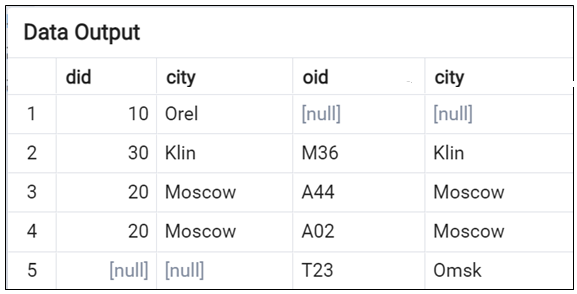 Data Output
did city oid city
1 10 Orel [null] [null]
2 30 Klin M36 Klin
3 20 Moscow A44 Moscow
4 20 Moscow A02 Moscow
5 [null] [null] T23 Omsk